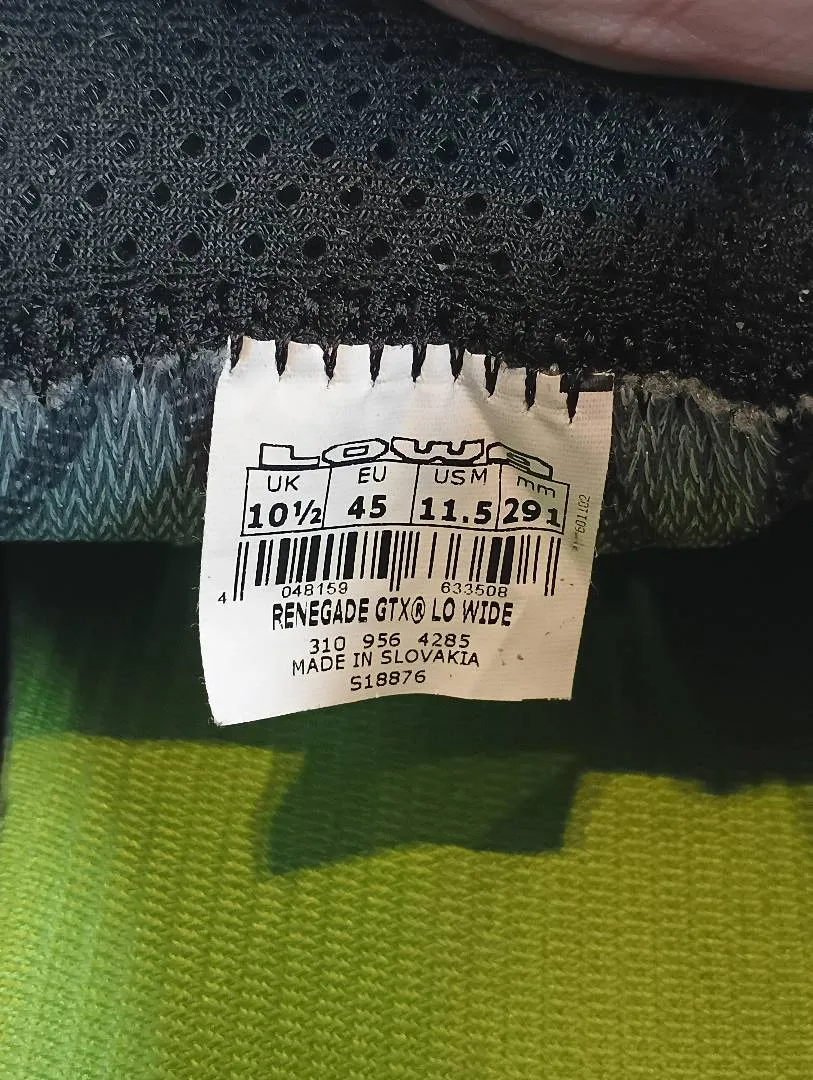 LOWA
UK EU USM mm
10½ 45 11.5 291
4 048159 633508
RENEGADE GTX® LO WIDE
310 956 4285
MADE IN SLOVAKIA
S18876